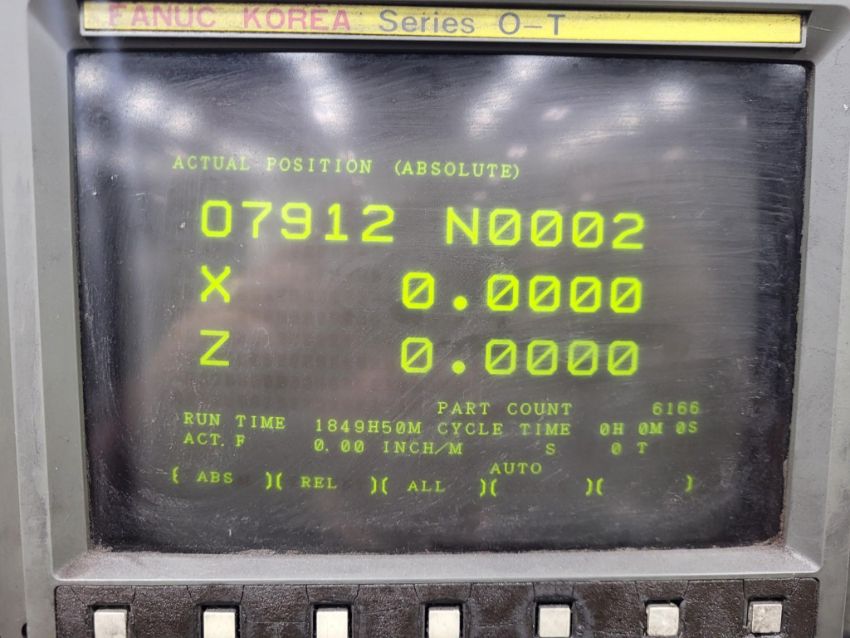 FANUC KOREA Series O-T
ACTUAL POSITION (ABSOLUTE)
O7912 N0002
X 0.0000
Z 0.0000
PART COUNT 6166
RUN TIME 1849H50M CYCLE TIME 0H 0M 0S
ACT.F 0.00 INCH/M S 0 T
AUTO
[ ABS ][ REL ][ ALL ][ ][ ]